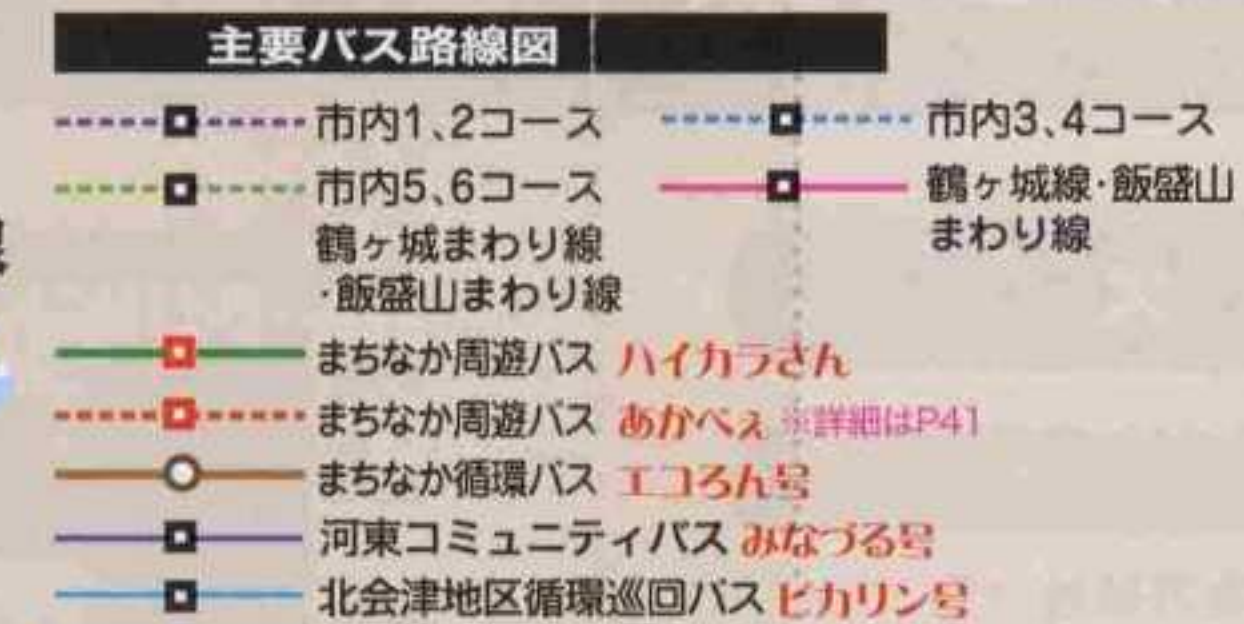 主要バス路線図
市内1、2コース
市内3、4コース
市内5、6コース
鶴ヶ城まわり線
・飯盛山まわり線
鶴ヶ城線・飯盛山
まわり線
まちなか周遊バス ハイカラさん
まちなか周遊バス あかべぇ ※詳細はP41
まちなか循環バス エコろん号
河東コミュニティバス みなづる号
北会津地区循環巡回バス ピカリン号